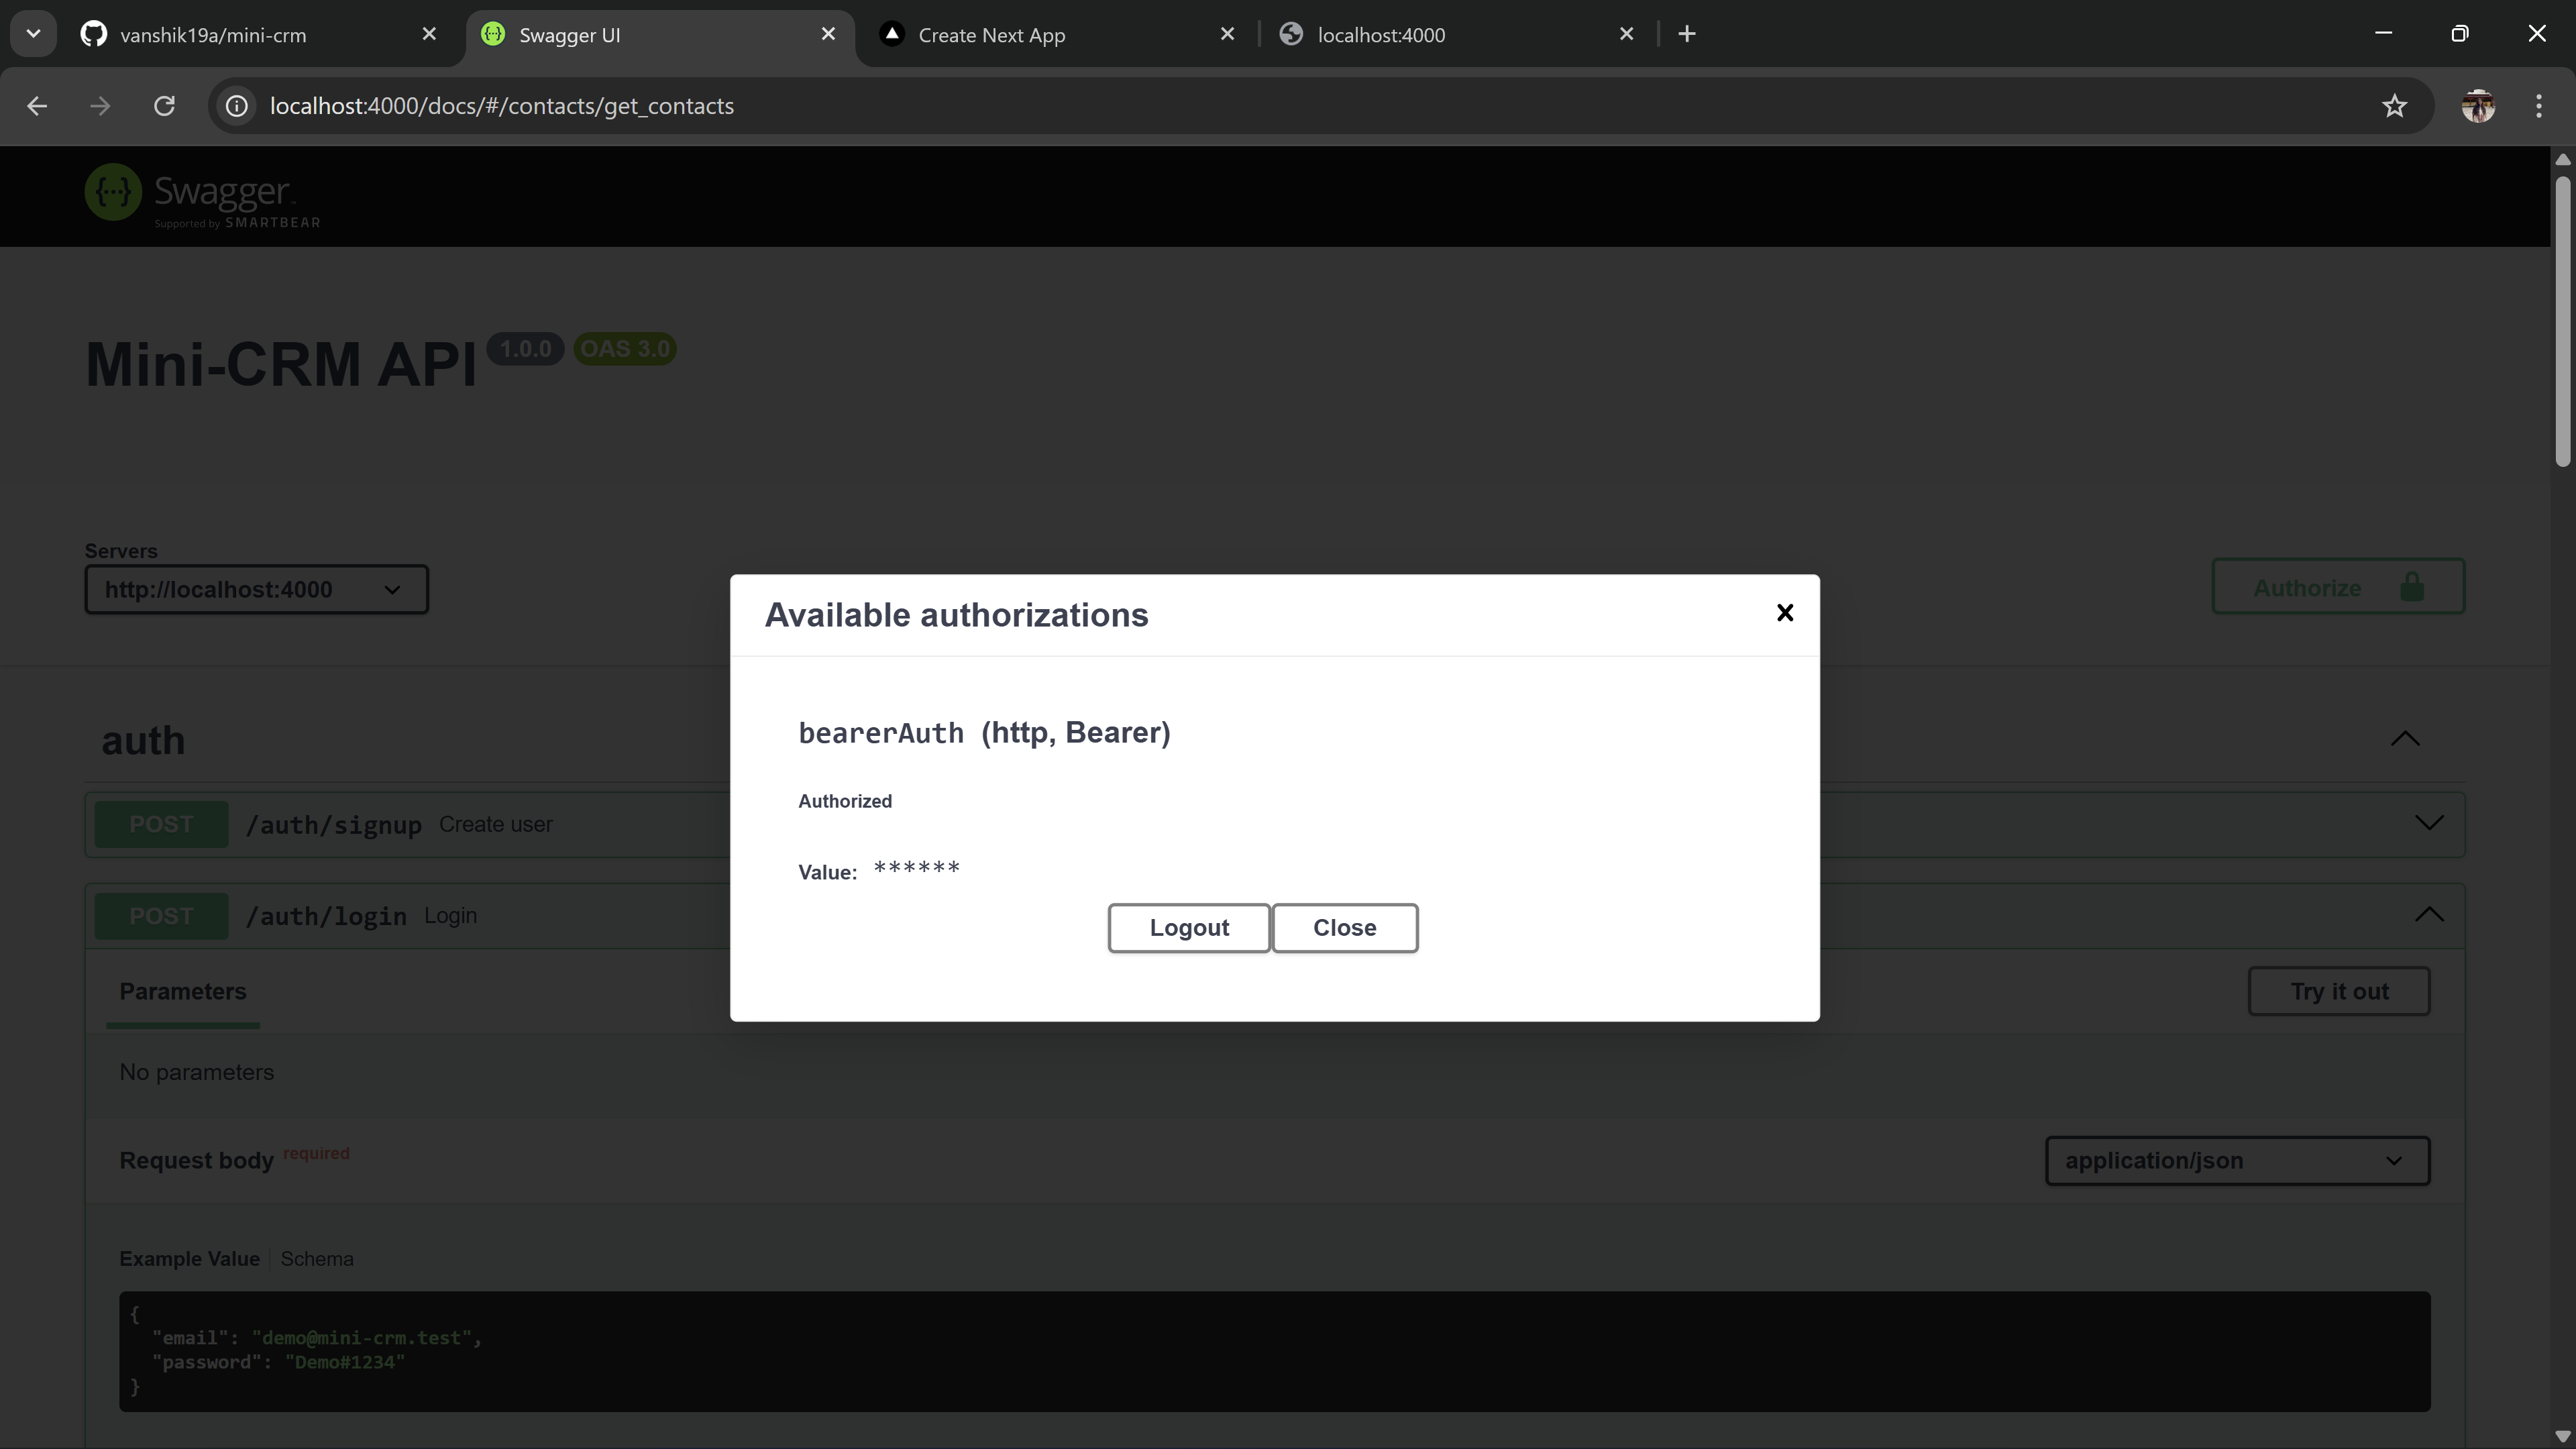 vanshik19a/mini-crm
Swagger UI
Create Next App
localhost:4000
localhost:4000/docs/#/contacts/get_contacts
Swagger
Supported by SMARTBEAR
Mini-CRM API 1.0.0 OAS 3.0
Servers
http://localhost:4000
Authorize
Available authorizations
bearerAuth (http, Bearer)
Authorized
Value: ******
Logout
Close
auth
POST /auth/signup Create user
POST /auth/login Login
Parameters
Try it out
No parameters
Request body required
application/json
Example Value
Schema
{
"email": "demo@mini-crm.test",
"password": "Demo#1234"
}